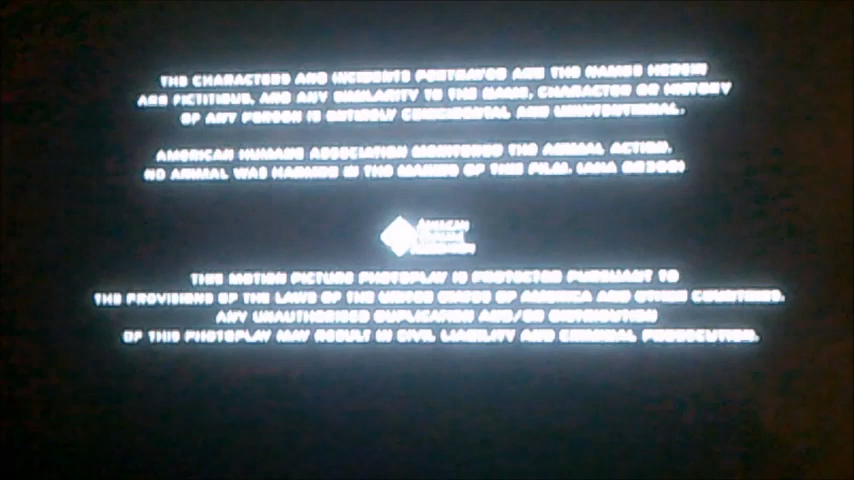 THE CHARACTERS AND INCIDENTS PORTRAYED AND THE NAMES HEREIN
ARE FICTITIOUS, AND ANY SIMILARITY TO THE NAME, CHARACTER OR HISTORY
OF ANY PERSON IS ENTIRELY COINCIDENTAL AND UNINTENTIONAL.
AMERICAN HUMANE ASSOCIATION MONITORED THE ANIMAL ACTION.
NO ANIMAL WAS HARMED IN THE MAKING OF THIS FILM.
AMERICAN
HUMANE
ASSOCIATION
THIS MOTION PICTURE PHOTOPLAY IS PROTECTED PURSUANT TO
THE PROVISIONS OF THE LAWS OF THE UNITED STATES OF AMERICA AND OTHER COUNTRIES.
ANY UNAUTHORIZED DUPLICATION AND/OR DISTRIBUTION
OF THIS PHOTOPLAY MAY RESULT IN CIVIL LIABILITY AND CRIMINAL PROSECUTION.